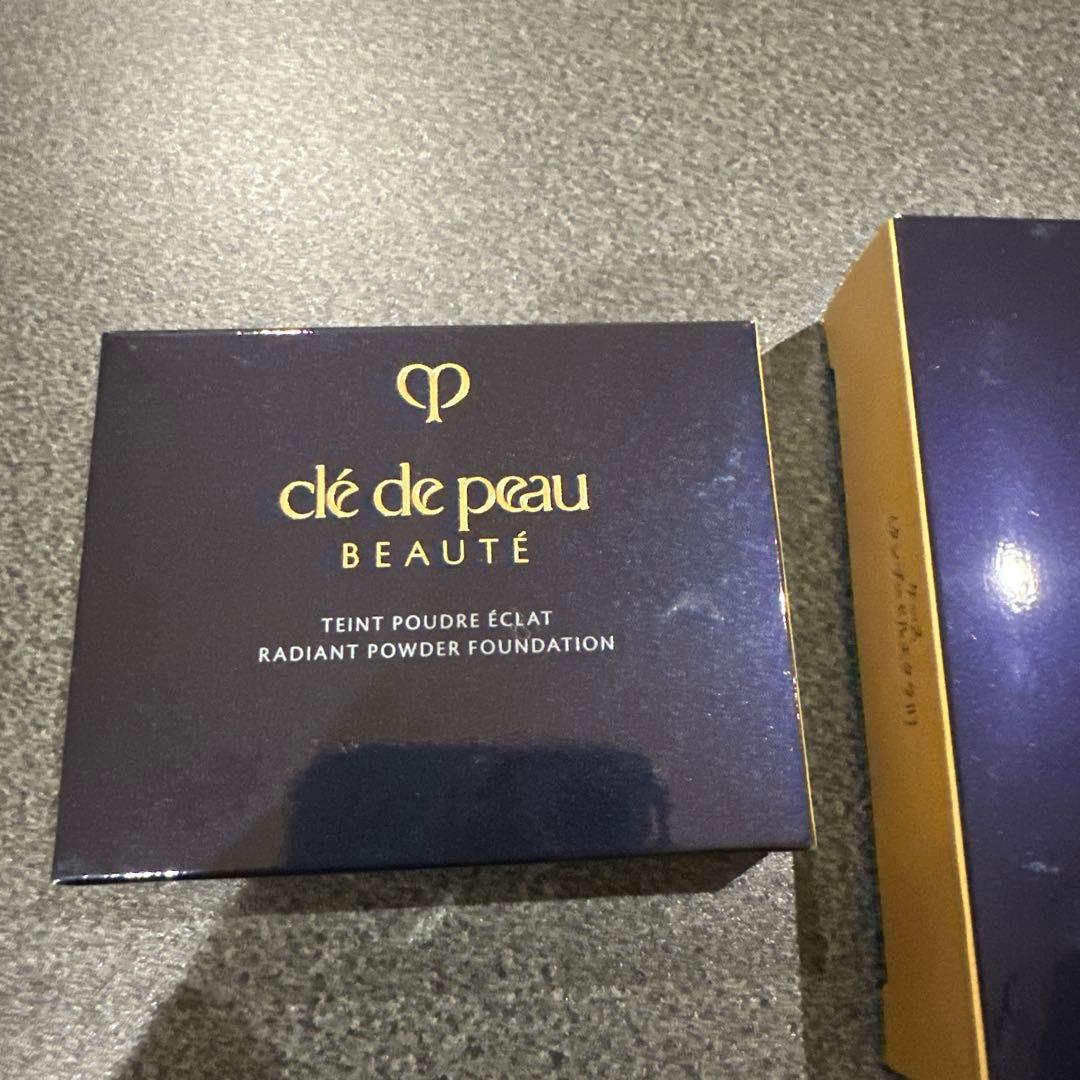 clé de peau
BEAUTÉ
TEINT POUDRE ÉCLAT
RADIANT POWDER FOUNDATION